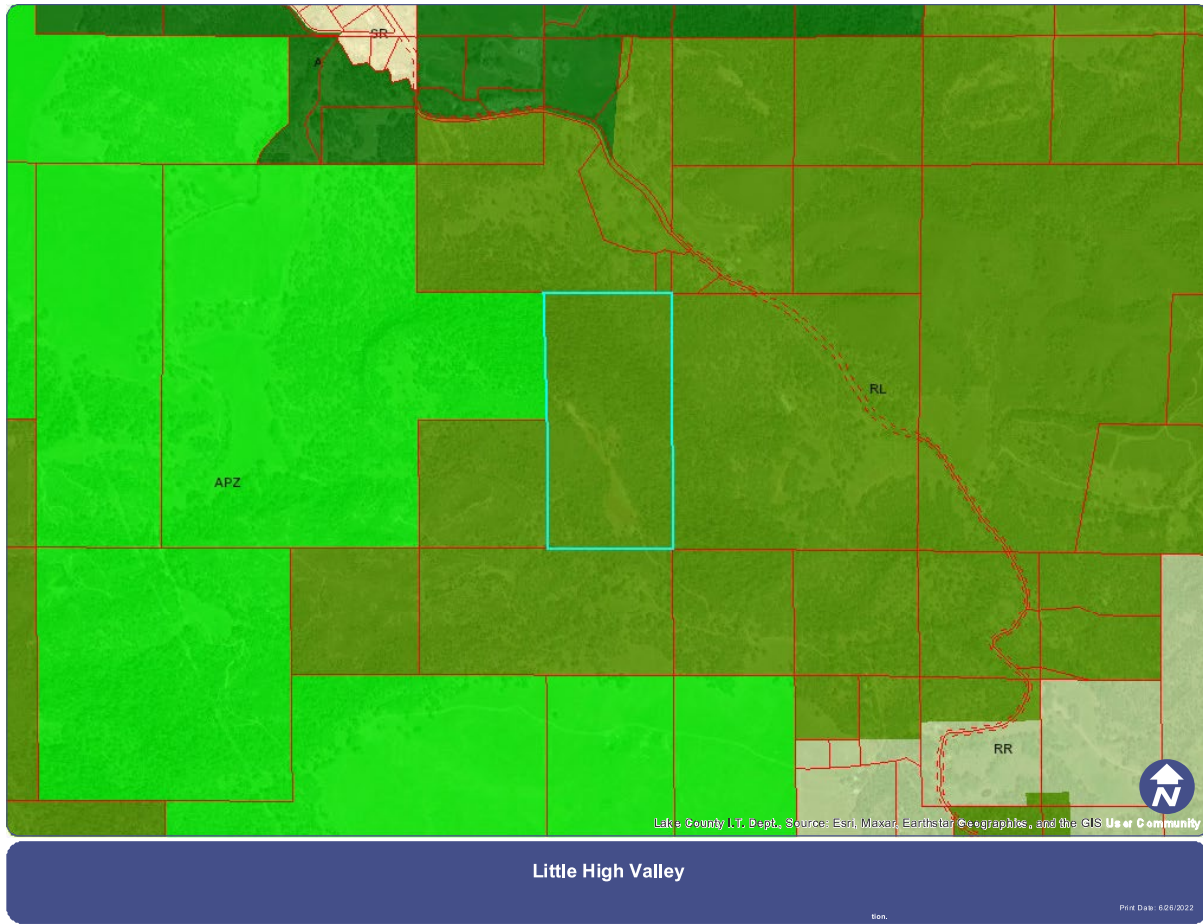 SR
A
RL
APZ
RR
N
Lake County I.T. Dept., Source: Esri, Maxar, Earthstar Geographics, and the GIS User Community
Little High Valley
Print Date: 6/26/2022
tion.